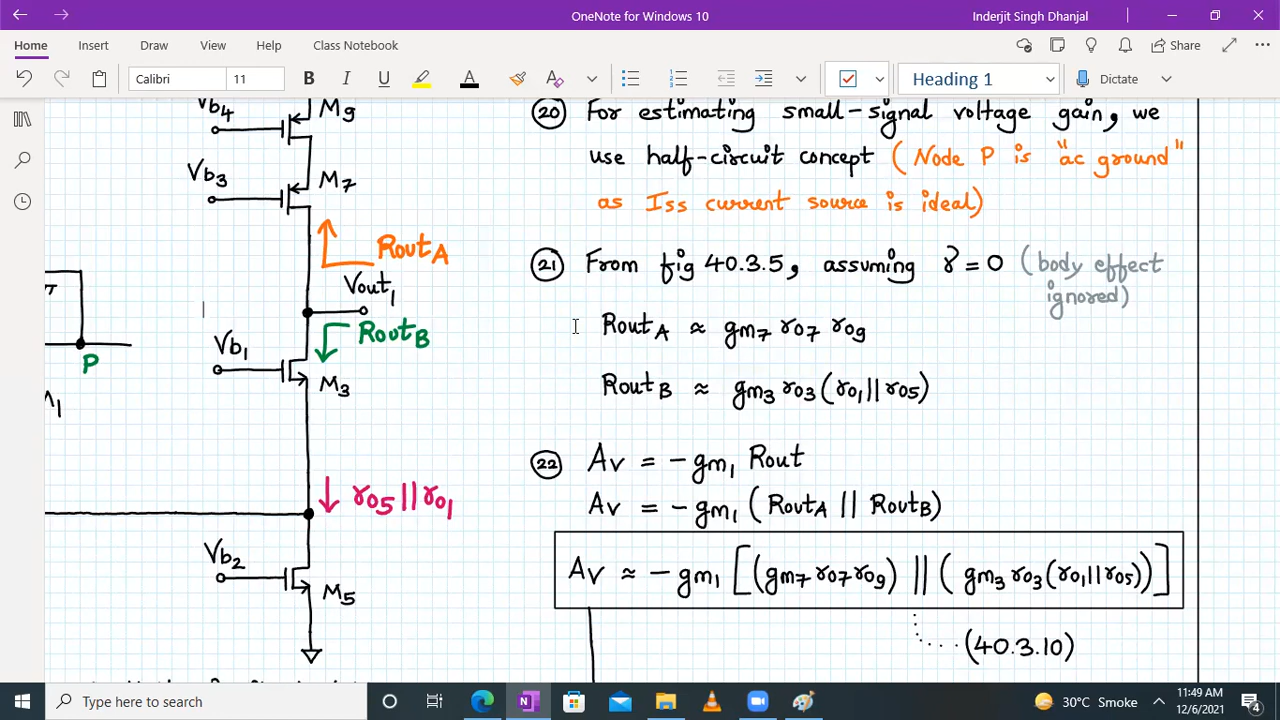 OneNote for Windows 10
Inderjit Singh Dhanjal
Home Insert Draw View Help Class Notebook
Share
Calibri 11 B I U A Heading 1 Dictate
Vb4 M9
Vb3 M7
RoutA
Vout1
RoutB
Vb1 M3
P
M1
↓ ro5 || ro1
Vb2 M5
(20) For estimating small-signal voltage gain, we
use half-circuit concept (Node P is "ac ground"
as Iss current source is ideal)
(21) From fig 40.3.5, assuming γ = 0 (body effect
ignored)
RoutA ≈ gm7 ro7 ro9
RoutB ≈ gm3 ro3 (ro1 || ro5)
(22) Av = - gm1 Rout
Av = - gm1 (RoutA || RoutB)
Av ≈ - gm1 [(gm7 ro7 ro9) || (gm3 ro3 (ro1 || ro5))]
(40.3.10)
Type here to search
30°C Smoke
11:49 AM
12/6/2021
4